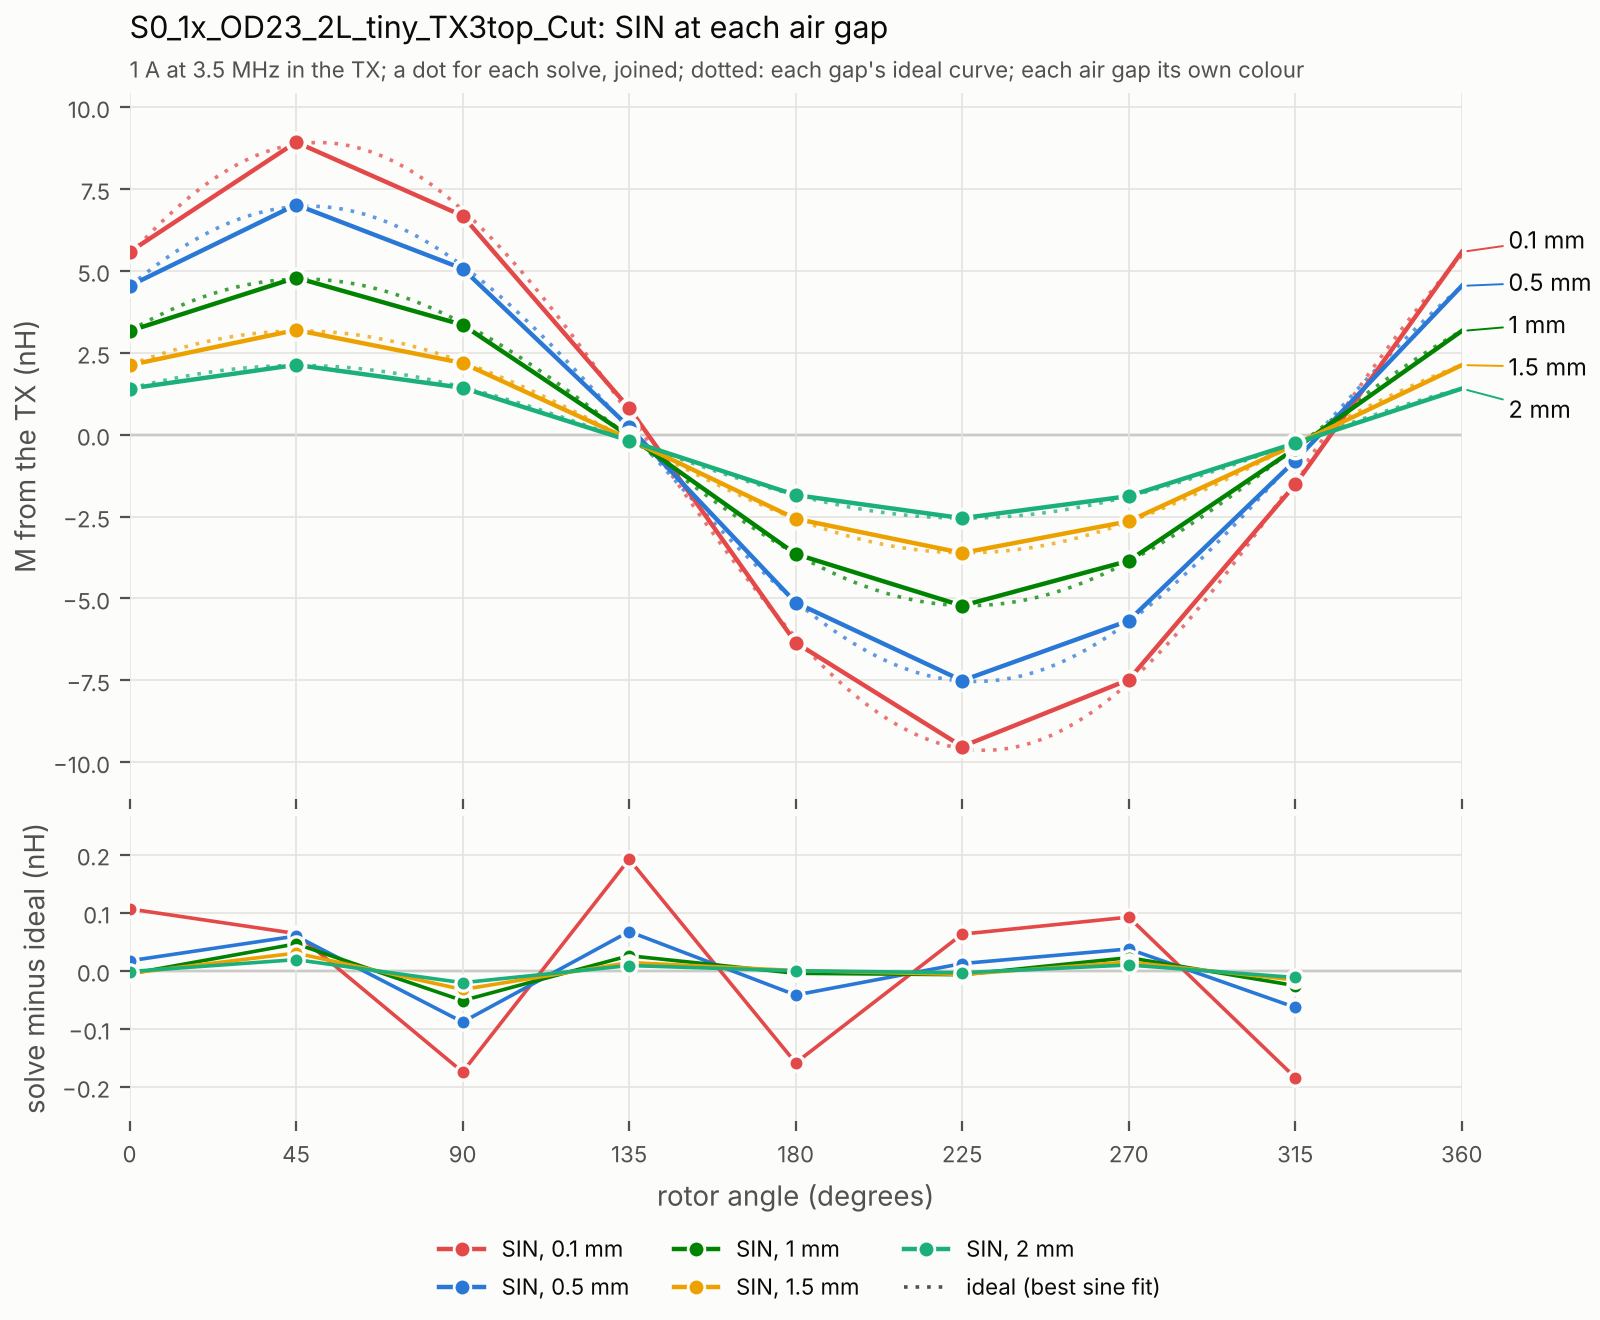 S0_1x_OD23_2L_tiny_TX3top_Cut: SIN at each air gap
1 A at 3.5 MHz in the TX; a dot for each solve, joined; dotted: each gap's ideal curve; each air gap its own colour
M from the TX (nH)
10.0
7.5
5.0
2.5
0.0
−2.5
−5.0
−7.5
−10.0
0.1 mm
0.5 mm
1 mm
1.5 mm
2 mm
solve minus ideal (nH)
0.2
0.1
0.0
−0.1
−0.2
0 45 90 135 180 225 270 315 360
rotor angle (degrees)
SIN, 0.1 mm SIN, 1 mm SIN, 2 mm
SIN, 0.5 mm SIN, 1.5 mm ideal (best sine fit)